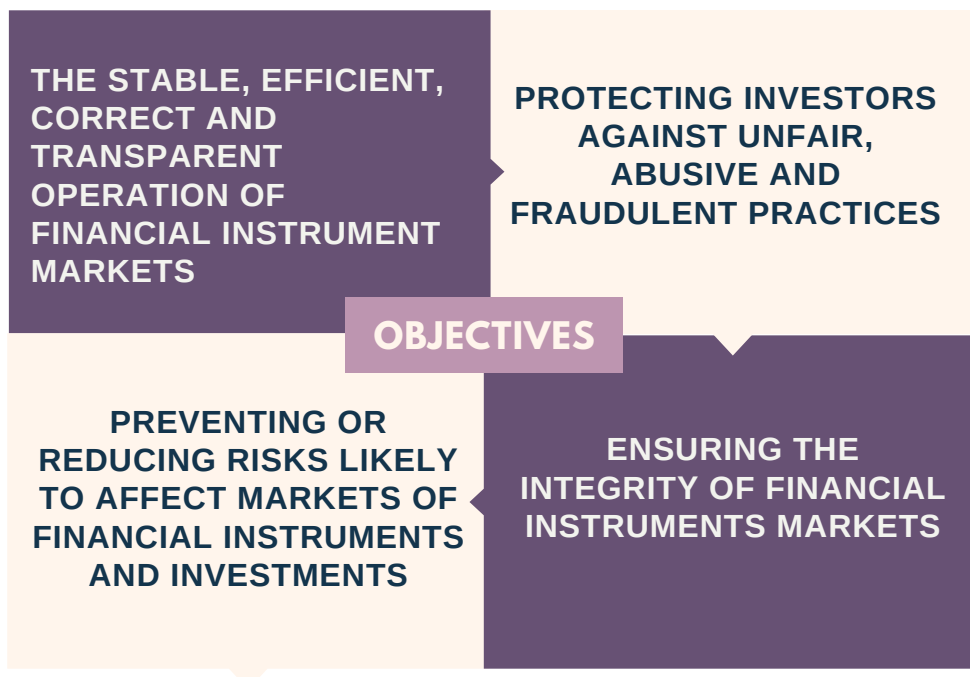 THE STABLE, EFFICIENT,
CORRECT AND
TRANSPARENT
OPERATION OF
FINANCIAL INSTRUMENT
MARKETS
PROTECTING INVESTORS
AGAINST UNFAIR,
ABUSIVE AND
FRAUDULENT PRACTICES
OBJECTIVES
PREVENTING OR
REDUCING RISKS LIKELY
TO AFFECT MARKETS OF
FINANCIAL INSTRUMENTS
AND INVESTMENTS
ENSURING THE
INTEGRITY OF FINANCIAL
INSTRUMENTS MARKETS